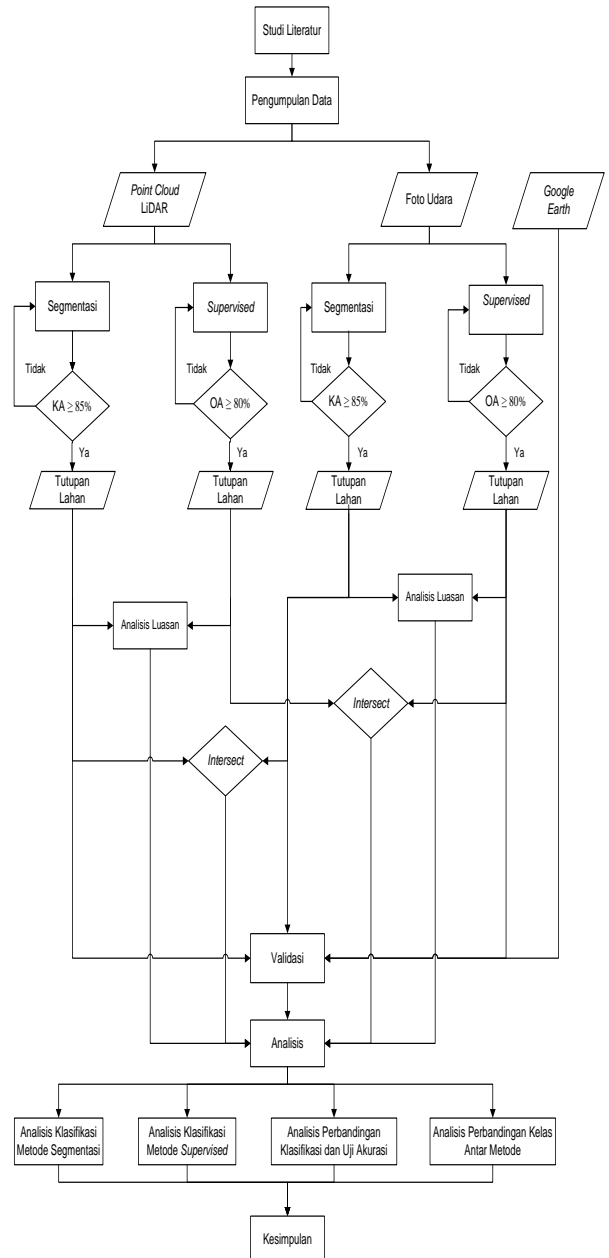 Studi Literatur
Pengumpulan Data
Point Cloud
LiDAR
Foto Udara
Google
Earth
Segmentasi
Supervised
Segmentasi
Supervised
Tidak
Tidak
Tidak
Tidak
KA ≥ 85%
OA ≥ 80%
KA ≥ 85%
OA ≥ 80%
Ya
Ya
Ya
Ya
Tutupan
Lahan
Tutupan
Lahan
Tutupan
Lahan
Tutupan
Lahan
Analisis Luasan
Analisis Luasan
Intersect
Intersect
Validasi
Analisis
Analisis Klasifikasi
Metode Segmentasi
Analisis Klasifikasi
Metode Supervised
Analisis Perbandingan
Klasifikasi dan Uji Akurasi
Analisis Perbandingan Kelas
Antar Metode
Kesimpulan